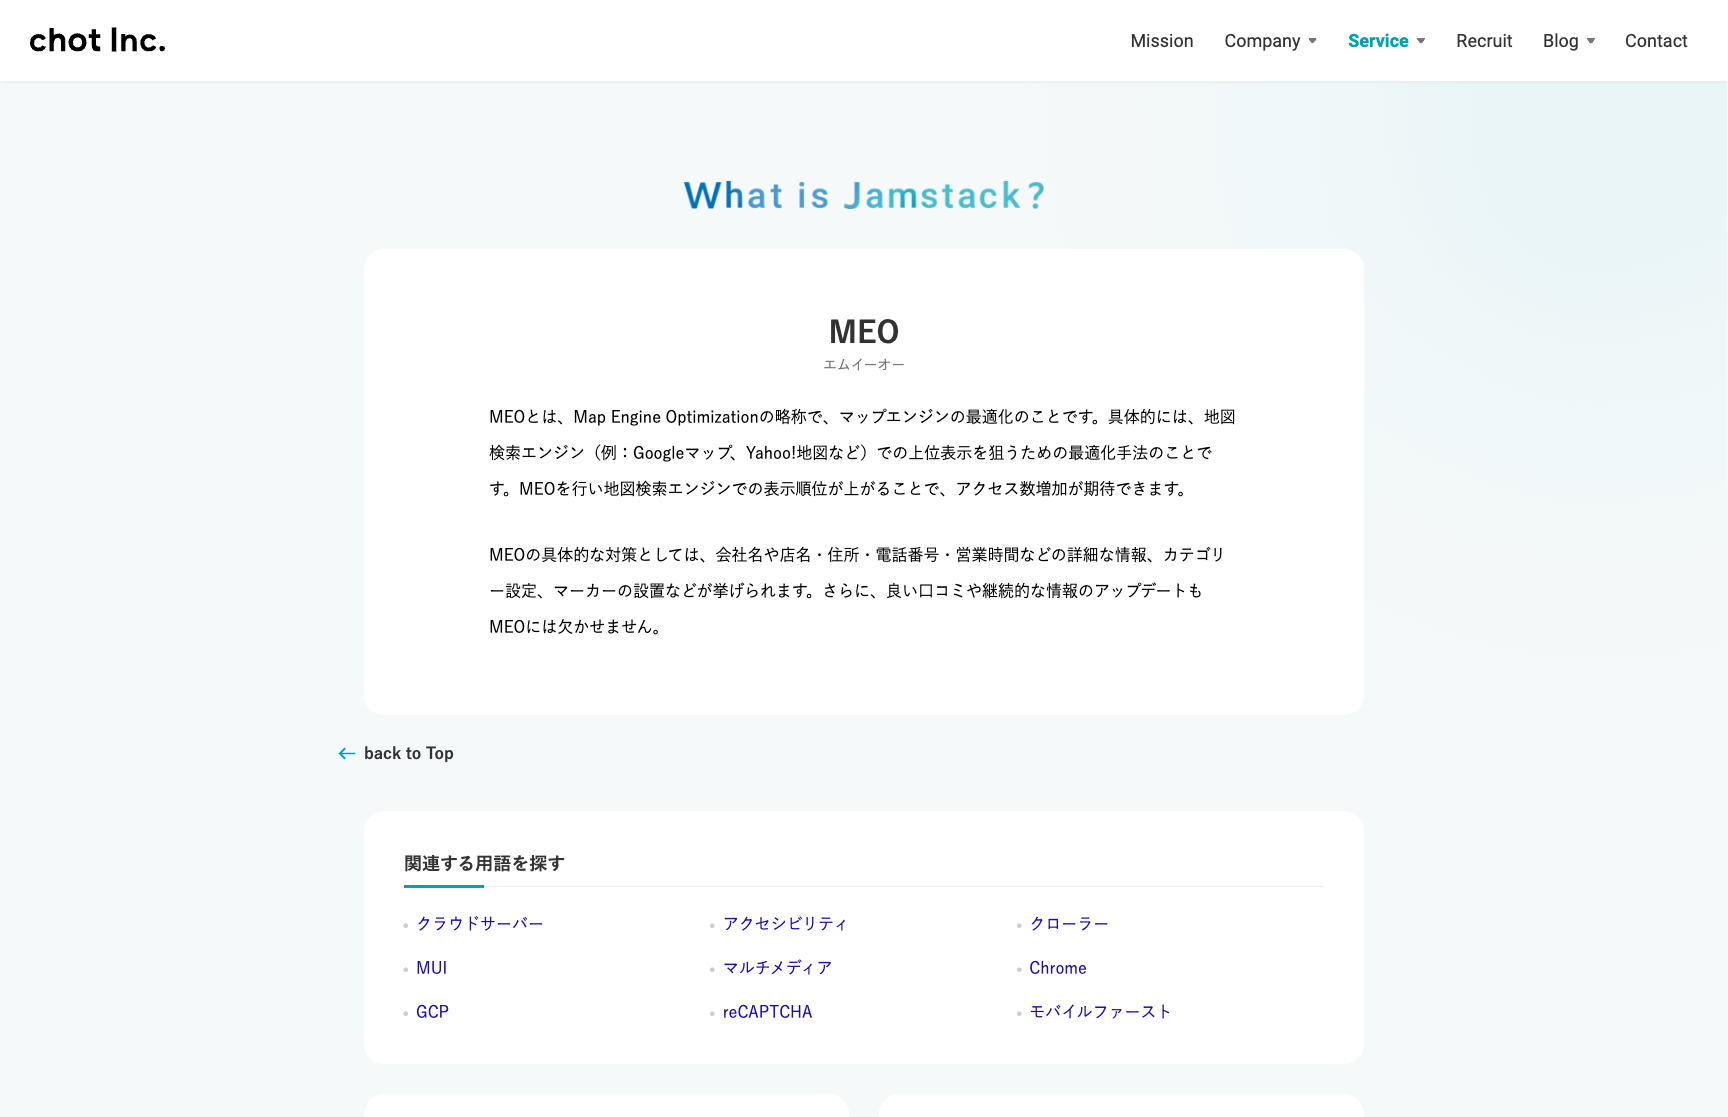 chot Inc.
Mission
Company
Service
Recruit
Blog
Contact
What is Jamstack?
MEO
エムイーオー
MEOとは、Map Engine Optimizationの略称で、マップエンジンの最適化のことです。具体的には、地図
検索エンジン（例：Googleマップ、Yahoo!地図など）での上位表示を狙うための最適化手法のことで
す。MEOを行い地図検索エンジンでの表示順位が上がることで、アクセス数増加が期待できます。
MEOの具体的な対策としては、会社名や店名・住所・電話番号・営業時間などの詳細な情報、カテゴリ
ー設定、マーカーの設置などが挙げられます。さらに、良い口コミや継続的な情報のアップデートも
MEOには欠かせません。
back to Top
関連する用語を探す
クラウドサーバー
アクセシビリティ
クローラー
MUI
マルチメディア
Chrome
GCP
reCAPTCHA
モバイルファースト